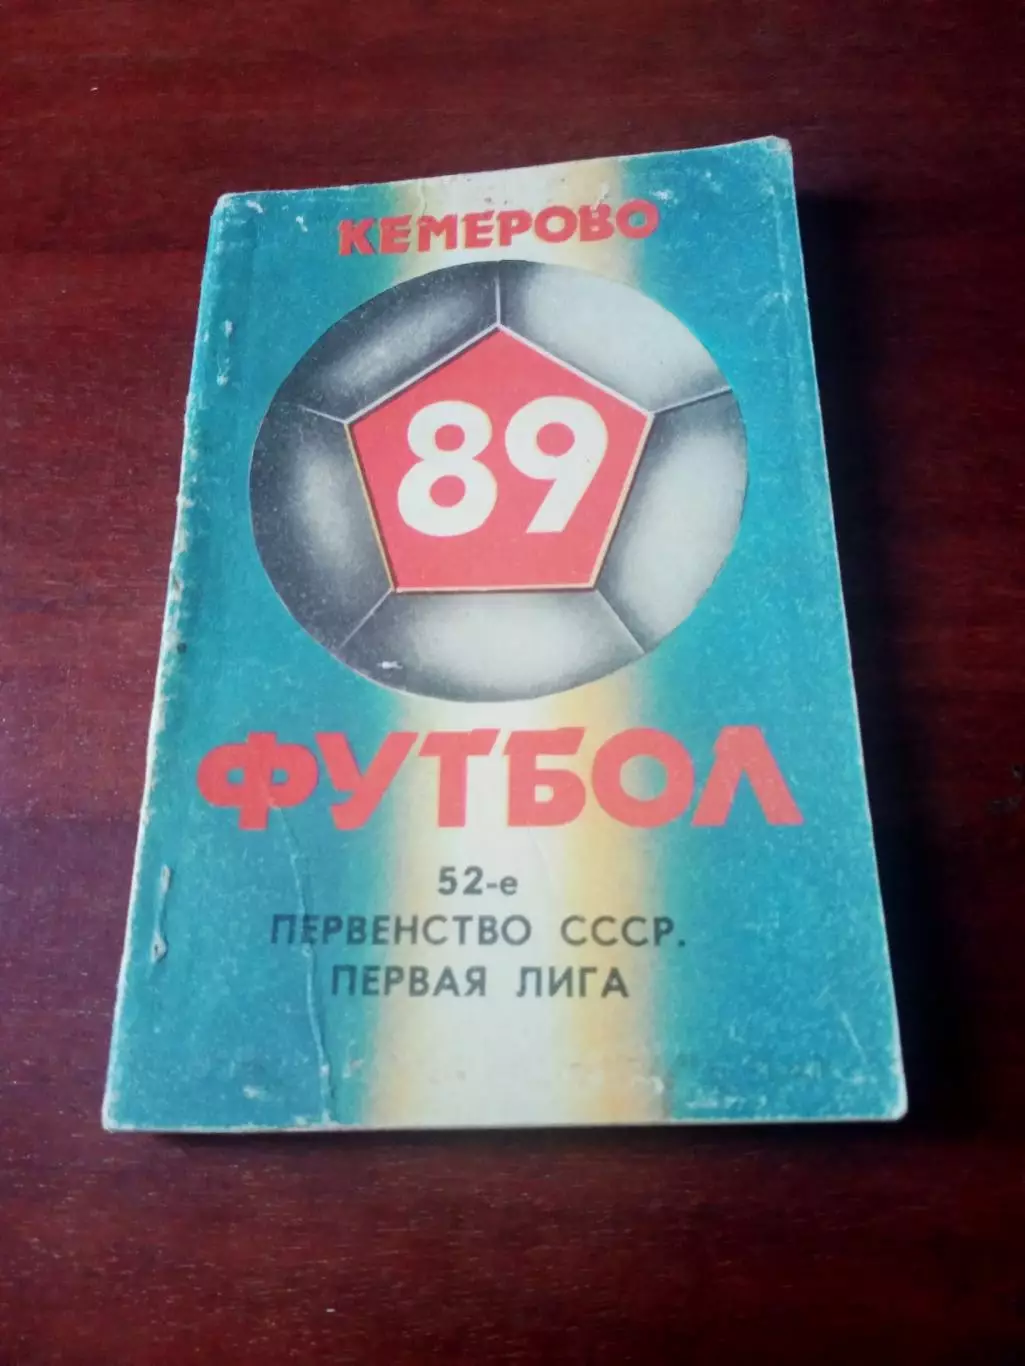 КЕМЕРОВО
89
ФУТБОЛ
52-е
ПЕРВЕНСТВО СССР.
ПЕРВАЯ ЛИГА